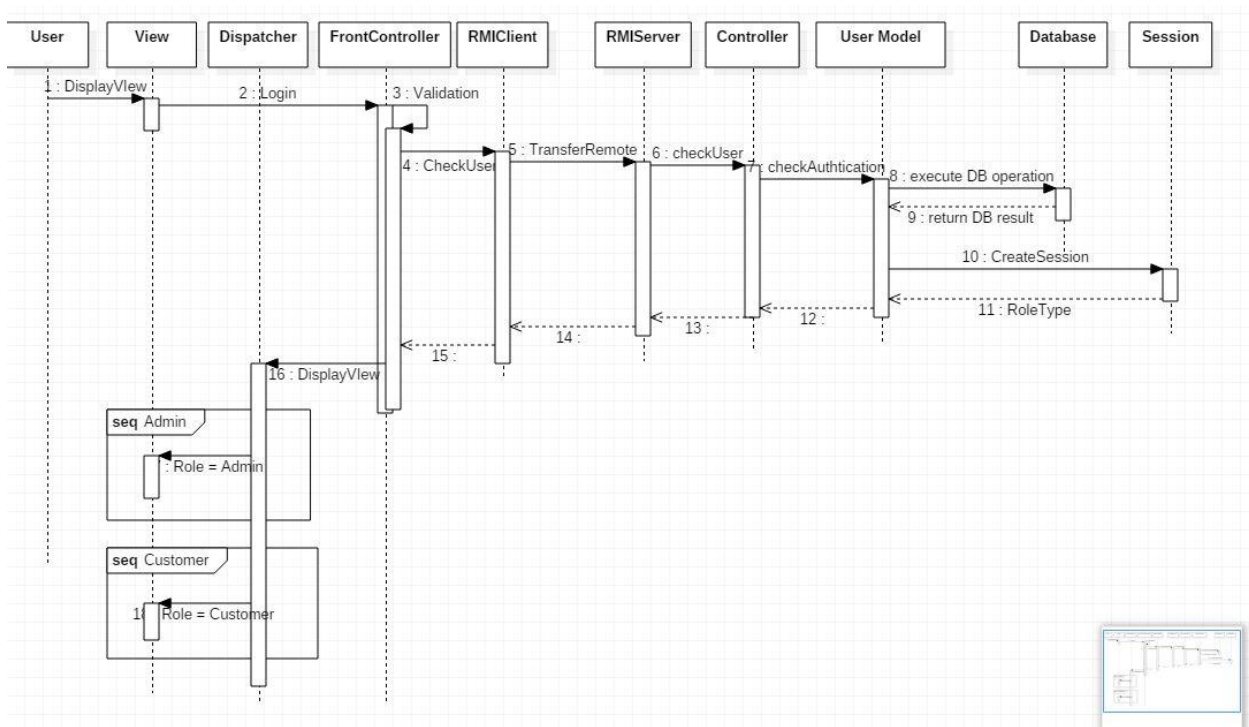 User
View
Dispatcher
FrontController
RMIClient
RMIServer
Controller
User Model
Database
Session
1 : DisplayVIew
2 : Login
3 : Validation
4 : CheckUser
5 : TransferRemote
6 : checkUser
7 : checkAuthtication
8 : execute DB operation
9 : return DB result
10 : CreateSession
11 : RoleType
12 :
13 :
14 :
15 :
16 : DisplayVIew
seq Admin
: Role = Admin
seq Customer
18 Role = Customer